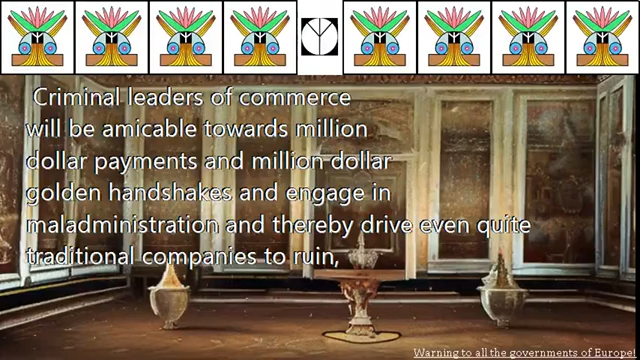 Criminal leaders of commerce
will be amicable towards million
dollar payments and million dollar
golden handshakes and engage in
maladministration and thereby drive even quite
traditional companies to ruin,
Warning to all the governments of Europe!